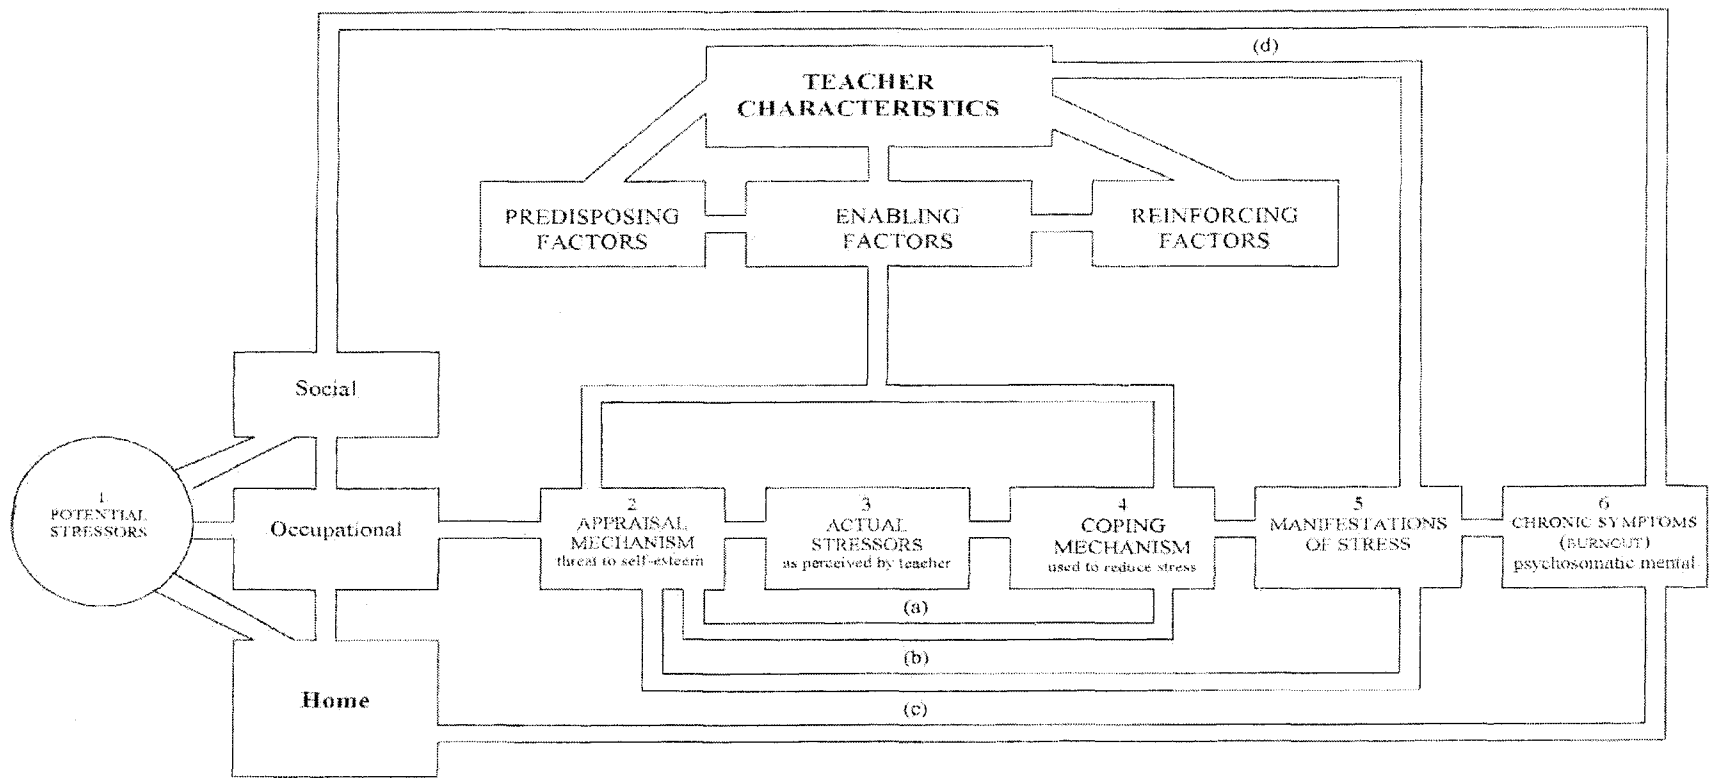 (d)
TEACHER
CHARACTERISTICS
PREDISPOSING
FACTORS
ENABLING
FACTORS
REINFORCING
FACTORS
Social
1
POTENTIAL
STRESSORS
Occupational
2
APPRAISAL
MECHANISM
threat to self-esteem
3
ACTUAL
STRESSORS
as perceived by teacher
4
COPING
MECHANISM
used to reduce stress
5
MANIFESTATIONS
OF STRESS
6
CHRONIC SYMPTOMS
(BURNOUT)
psychosomatic mental
(a)
(b)
Home
(c)